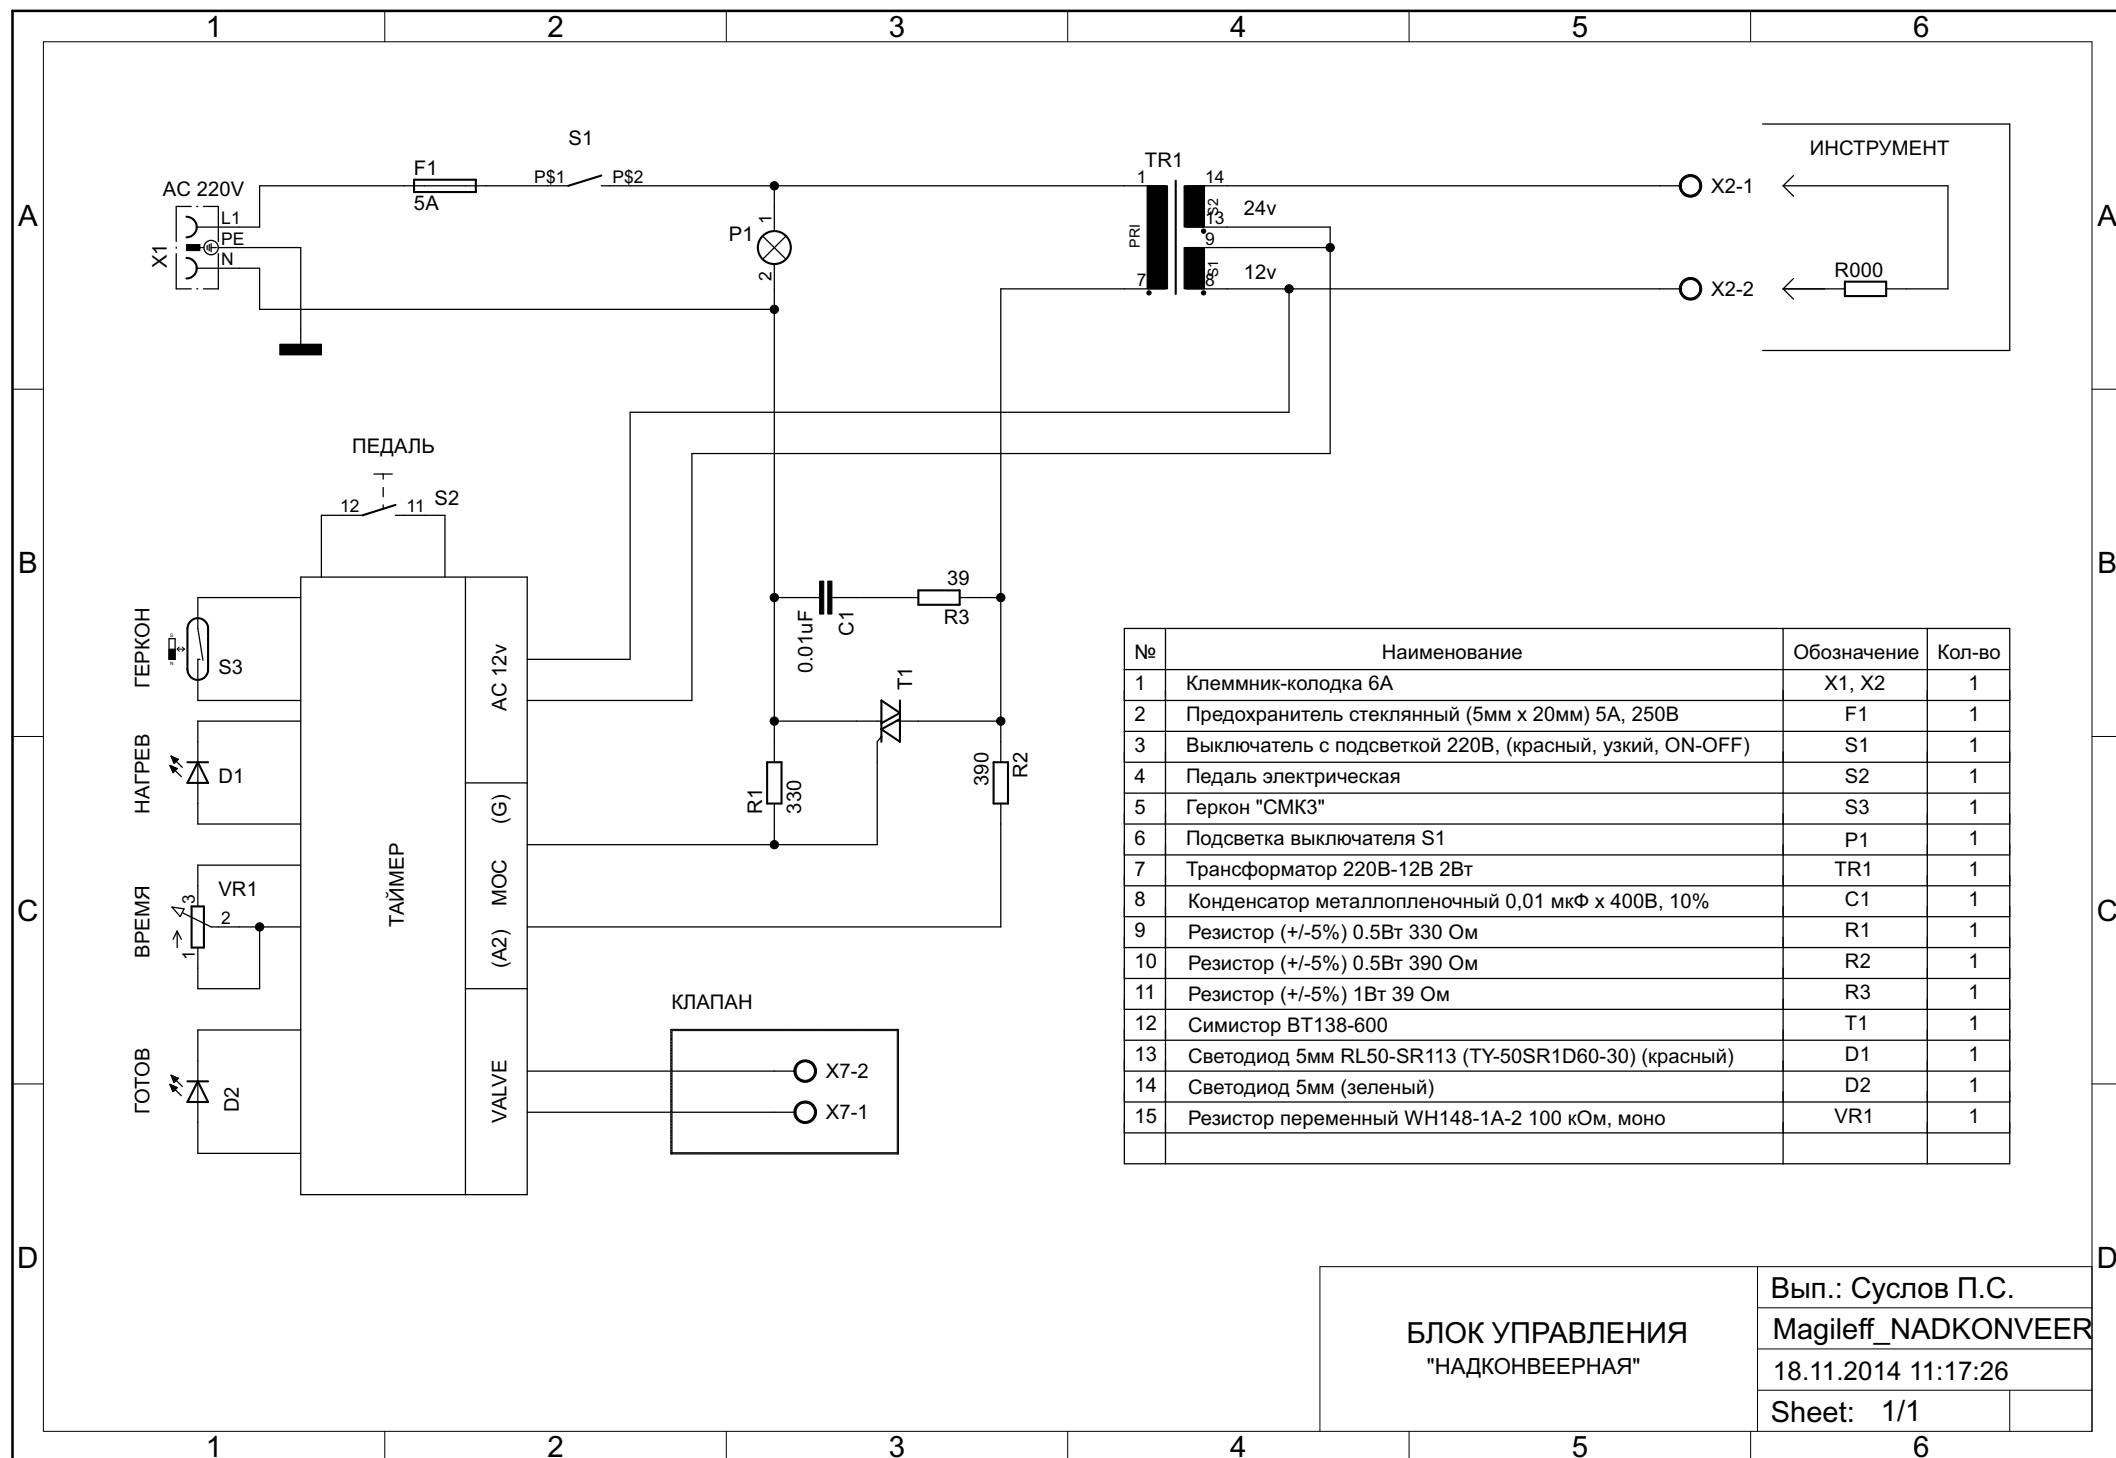 1 2 3 4 5 6
A
B
C
D
A
B
C
D
AC 220V
X1
L1
PE
N
F1
5A
S1
P$1
P$2
P1
1
2
TR1
1
7
PRI
14
S2
13
24v
9
S1
8
12v
X2-1
X2-2
ИНСТРУМЕНТ
R000
ПЕДАЛЬ
12
11
S2
ГЕРКОН
S3
НАГРЕВ
D1
ВРЕМЯ
VR1
3
2
1
ГОТОВ
D2
ТАЙМЕР
AC 12v
(G)
MOC
(A2)
VALVE
0.01uF
C1
39
R3
T1
R1
330
390
R2
КЛАПАН
X7-2
X7-1
№ Наименование Обозначение Кол-во
1 Клеммник-колодка 6А X1, X2 1
2 Предохранитель стеклянный (5мм х 20мм) 5А, 250В F1 1
3 Выключатель с подсветкой 220В, (красный, узкий, ON-OFF) S1 1
4 Педаль электрическая S2 1
5 Геркон "СМК3" S3 1
6 Подсветка выключателя S1 P1 1
7 Трансформатор 220В-12В 2Вт TR1 1
8 Конденсатор металлопленочный 0,01 мкФ х 400В, 10% C1 1
9 Резистор (+/-5%) 0.5Вт 330 Ом R1 1
10 Резистор (+/-5%) 0.5Вт 390 Ом R2 1
11 Резистор (+/-5%) 1Вт 39 Ом R3 1
12 Симистор BT138-600 T1 1
13 Светодиод 5мм RL50-SR113 (TY-50SR1D60-30) (красный) D1 1
14 Светодиод 5мм (зеленый) D2 1
15 Резистор переменный WH148-1A-2 100 кОм, моно VR1 1
БЛОК УПРАВЛЕНИЯ
"НАДКОНВЕЕРНАЯ"
Вып.: Суслов П.С.
Magileff_NADKONVEER
18.11.2014 11:17:26
Sheet: 1/1
1 2 3 4 5 6